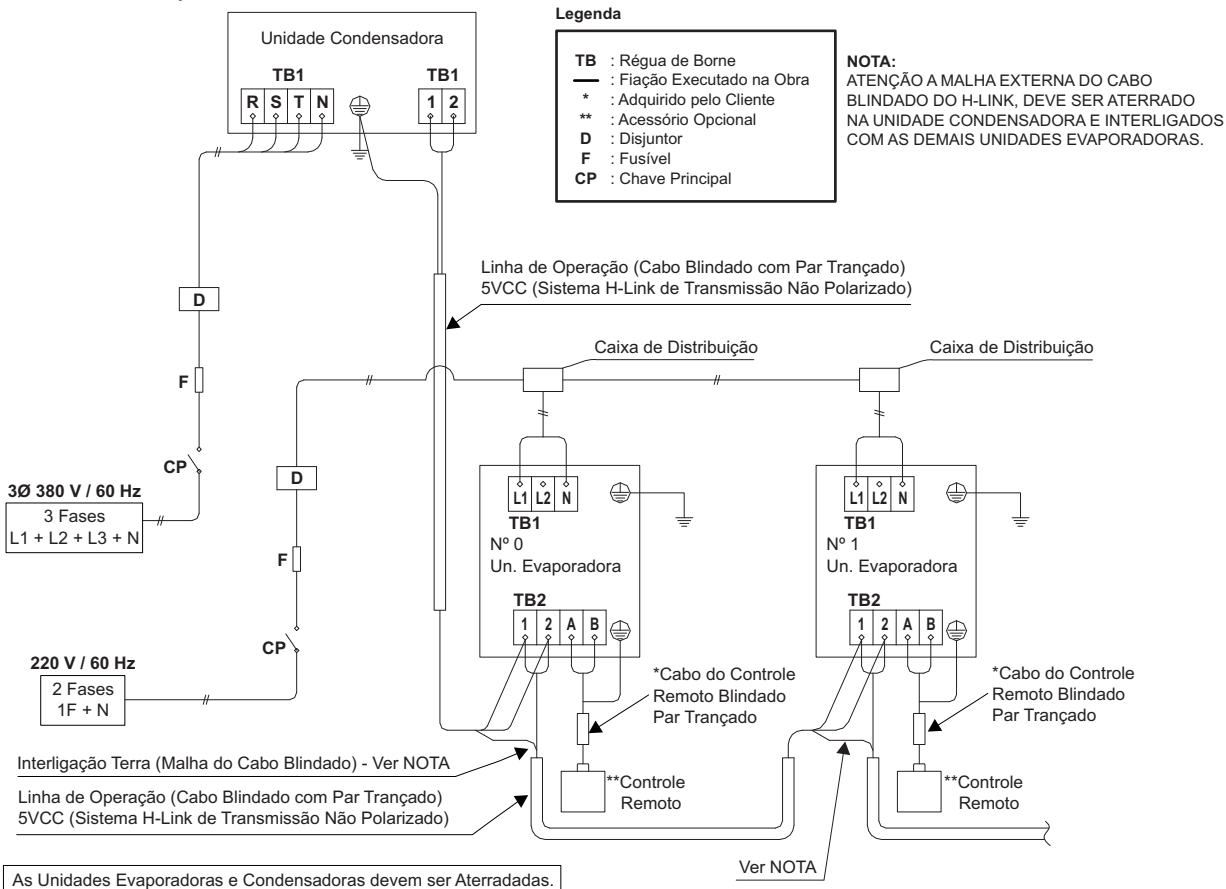 Unidade Condensadora
TB1
TB1
R S T N
1 2
Legenda
TB : Régua de Borne
: Fiação Executado na Obra
* : Adquirido pelo Cliente
** : Acessório Opcional
D : Disjuntor
F : Fusível
CP : Chave Principal
NOTA:
ATENÇÃO A MALHA EXTERNA DO CABO
BLINDADO DO H-LINK, DEVE SER ATERRADO
NA UNIDADE CONDENSADORA E INTERLIGADOS
COM AS DEMAIS UNIDADES EVAPORADORAS.
Linha de Operação (Cabo Blindado com Par Trançado)
5VCC (Sistema H-Link de Transmissão Não Polarizado)
D
F
CP
3Ø 380 V / 60 Hz
3 Fases
L1 + L2 + L3 + N
D
F
CP
220 V / 60 Hz
2 Fases
1F + N
Caixa de Distribuição
Caixa de Distribuição
L1 L2 N
TB1
Nº 0
Un. Evaporadora
TB2
1 2 A B
L1 L2 N
TB1
Nº 1
Un. Evaporadora
TB2
1 2 A B
*Cabo do Controle
Remoto Blindado
Par Trançado
*Cabo do Controle
Remoto Blindado
Par Trançado
**Controle
Remoto
**Controle
Remoto
Interligação Terra (Malha do Cabo Blindado) - Ver NOTA
Linha de Operação (Cabo Blindado com Par Trançado)
5VCC (Sistema H-Link de Transmissão Não Polarizado)
Ver NOTA
As Unidades Evaporadoras e Condensadoras devem ser Aterradadas.